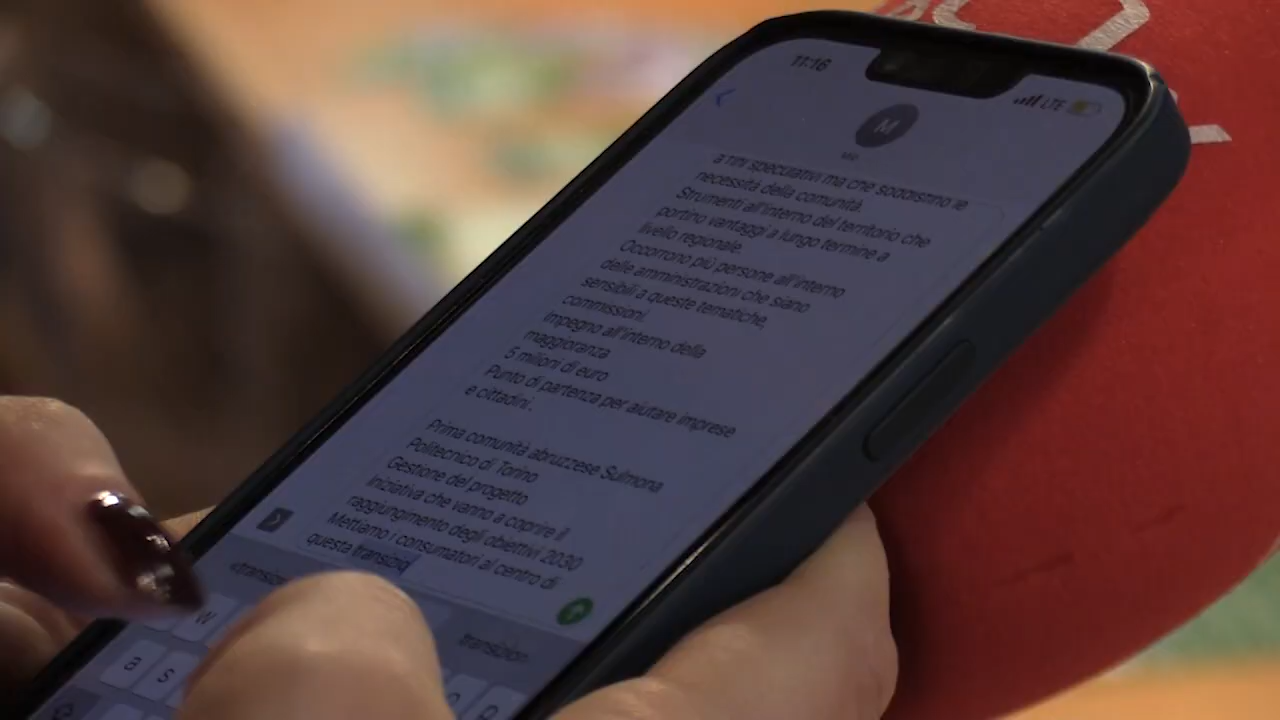 11:16
LTE
M
a fini speculativi ma che soddisfino le
necessità della comunità.
Strumenti all'interno del territorio che
portino vantaggi a lungo termine a
livello regionale.
Occorrono più persone all'interno
delle amministrazioni che siano
sensibili a queste tematiche,
commissioni.
Impegno all'interno della
maggioranza
5 milioni di euro
Punto di partenza per aiutare imprese
e cittadini.
Prima comunità abruzzese Sulmona
Politecnico di Torino
Gestione del progetto
Iniziativa che vanno a coprire il
raggiungimento degli obiettivi 2030
Mettiamo i consumatori al centro di
questa transizio
transizion
w
a s
o p